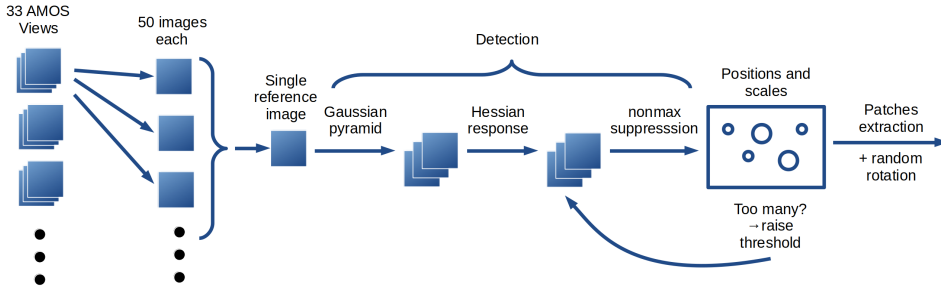 33 AMOS
Views
50 images
each
Single
reference
image
Detection
Gaussian
pyramid
Hessian
response
nonmax
suppresssion
Positions and
scales
Too many?
→raise
threshold
Patches
extraction
+ random
rotation